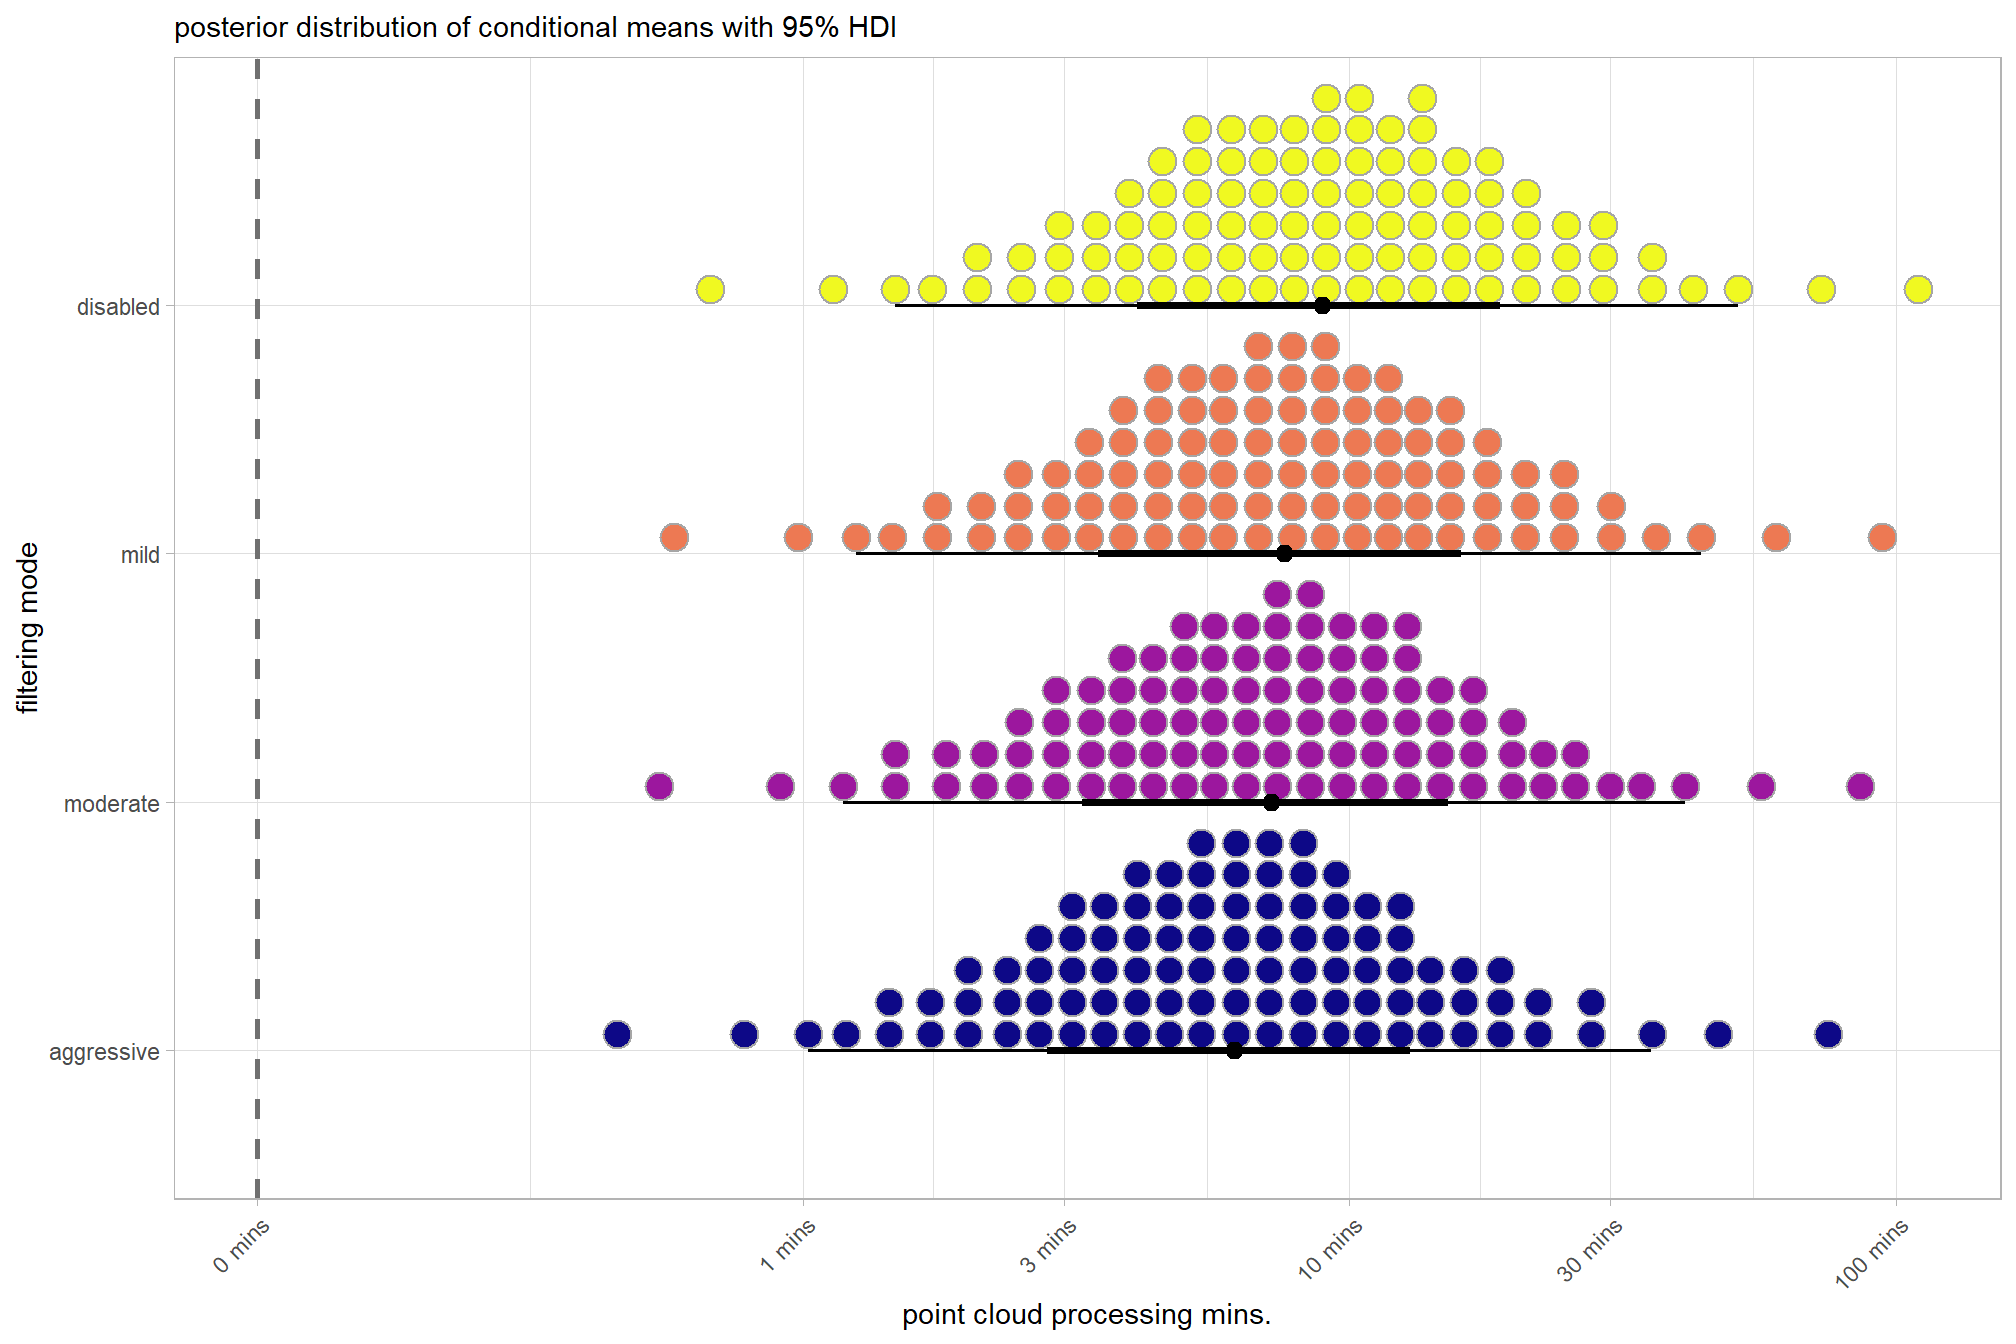 posterior distribution of conditional means with 95% HDI
filtering mode
disabled
mild
moderate
aggressive
0 mins
1 mins
3 mins
10 mins
30 mins
100 mins
point cloud processing mins.